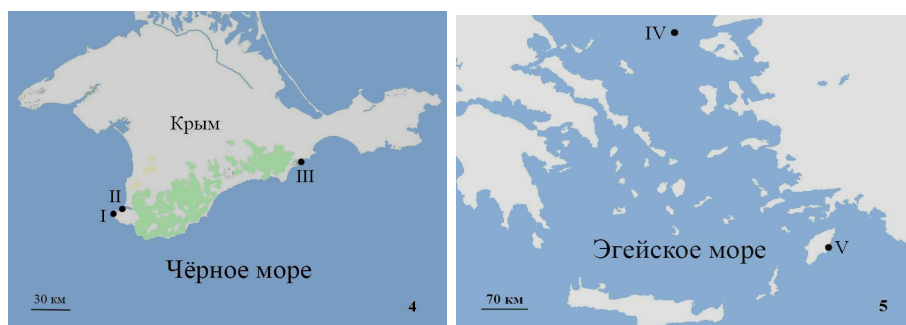 Крым
II
I
III
Чёрное море
30 км
4
IV
V
Эгейское море
70 км
5